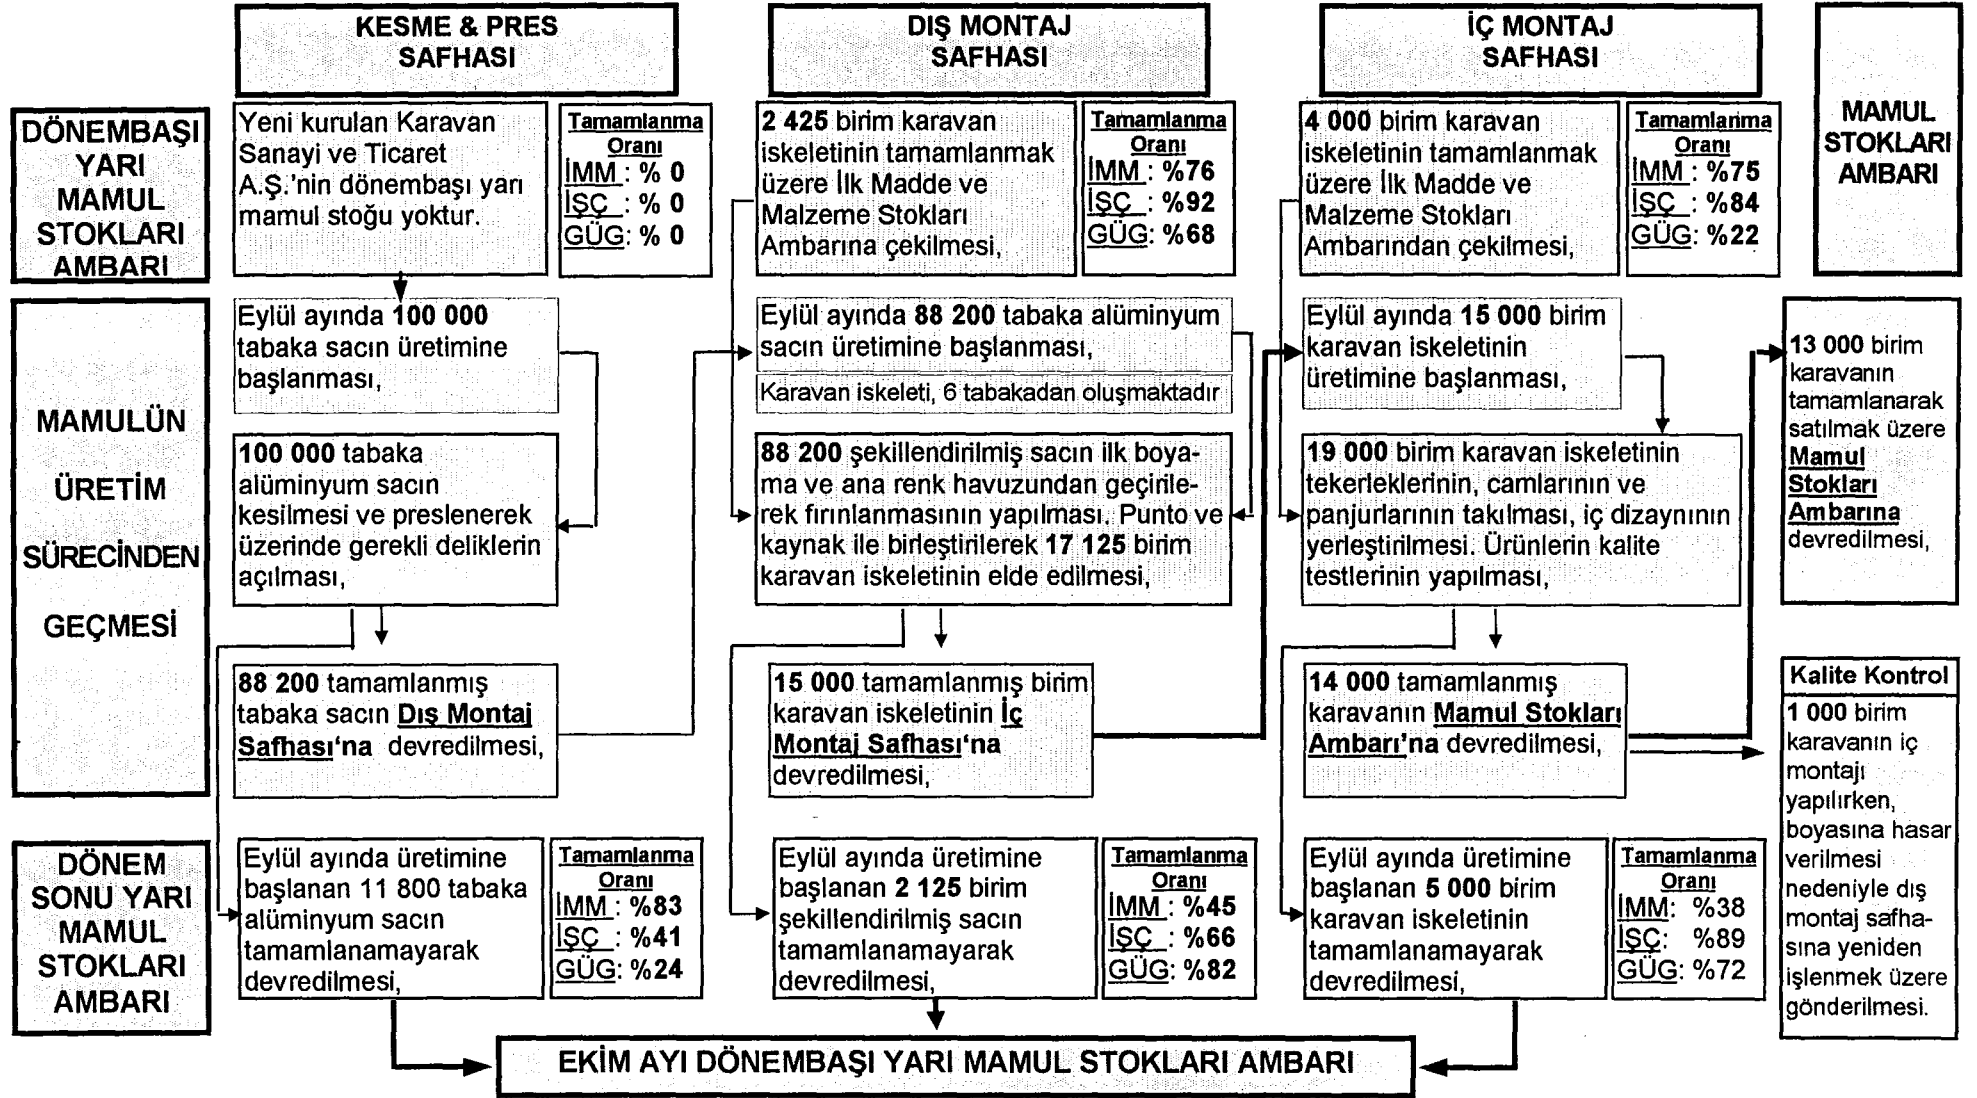 KESME & PRES
SAFHASI
DIŞ MONTAJ
SAFHASI
İÇ MONTAJ
SAFHASI
MAMUL
STOKLARI
AMBARI
DÖNEMBAŞI
YARI
MAMUL
STOKLARI
AMBARI
Yeni kurulan Karavan
Sanayi ve Ticaret
A.Ş.'nin dönembaşı yarı
mamul stoğu yoktur.
Tamamlanma
Oranı
İMM : % 0
İŞÇ : % 0
GÜG: % 0
2 425 birim karavan
iskeletinin tamamlanmak
üzere İlk Madde ve
Malzeme Stokları
Ambarına çekilmesi,
Tamamlanma
Oranı
İMM : %76
İŞÇ : %92
GÜG: %68
4 000 birim karavan
iskeletinin tamamlanmak
üzere İlk Madde ve
Malzeme Stokları
Ambarından çekilmesi,
Tamamlanma
Oranı
İMM : %75
İŞÇ : %84
GÜG: %22
MAMULÜN
ÜRETİM
SÜRECİNDEN
GEÇMESİ
Eylül ayında 100 000
tabaka sacın üretimine
başlanması,
100 000 tabaka
alüminyum sacın
kesilmesi ve preslenerek
üzerinde gerekli deliklerin
açılması,
88 200 tamamlanmış
tabaka sacın Dış Montaj
Safhası'na devredilmesi,
Eylül ayında 88 200 tabaka alüminyum
sacın üretimine başlanması,
Karavan iskeleti, 6 tabakadan oluşmaktadır
88 200 şekillendirilmiş sacın ilk boya-
ma ve ana renk havuzundan geçirile-
rek fırınlanmasının yapılması. Punto ve
kaynak ile birleştirilerek 17 125 birim
karavan iskeletinin elde edilmesi,
15 000 tamamlanmış birim
karavan iskeletinin İç
Montaj Safhası'na
devredilmesi,
Eylül ayında 15 000 birim
karavan iskeletinin
üretimine başlanması,
19 000 birim karavan iskeletinin
tekerleklerinin, camlarının ve
panjurlarının takılması, iç dizaynının
yerleştirilmesi. Ürünlerin kalite
testlerinin yapılması,
14 000 tamamlanmış
karavanın Mamul Stokları
Ambarı'na devredilmesi,
13 000 birim
karavanın
tamamlanarak
satılmak üzere
Mamul
Stokları
Ambarına
devredilmesi,
Kalite Kontrol
1 000 birim
karavanın iç
montajı
yapılırken,
boyasına hasar
verilmesi
nedeniyle dış
montaj safha-
sına yeniden
işlenmek üzere
gönderilmesi.
DÖNEM
SONU YARI
MAMUL
STOKLARI
AMBARI
Eylül ayında üretimine
başlanan 11 800 tabaka
alüminyum sacın
tamamlanamayarak
devredilmesi,
Tamamlanma
Oranı
İMM : %83
İŞÇ : %41
GÜG: %24
Eylül ayında üretimine
başlanan 2 125 birim
şekillendirilmiş sacın
tamamlanamayarak
devredilmesi,
Tamamlanma
Oranı
İMM : %45
İŞÇ : %66
GÜG: %82
Eylül ayında üretimine
başlanan 5 000 birim
karavan iskeletinin
tamamlanamayarak
devredilmesi,
Tamamlanma
Oranı
İMM: %38
İŞÇ: %89
GÜG: %72
EKİM AYI DÖNEMBAŞI YARI MAMUL STOKLARI AMBARI